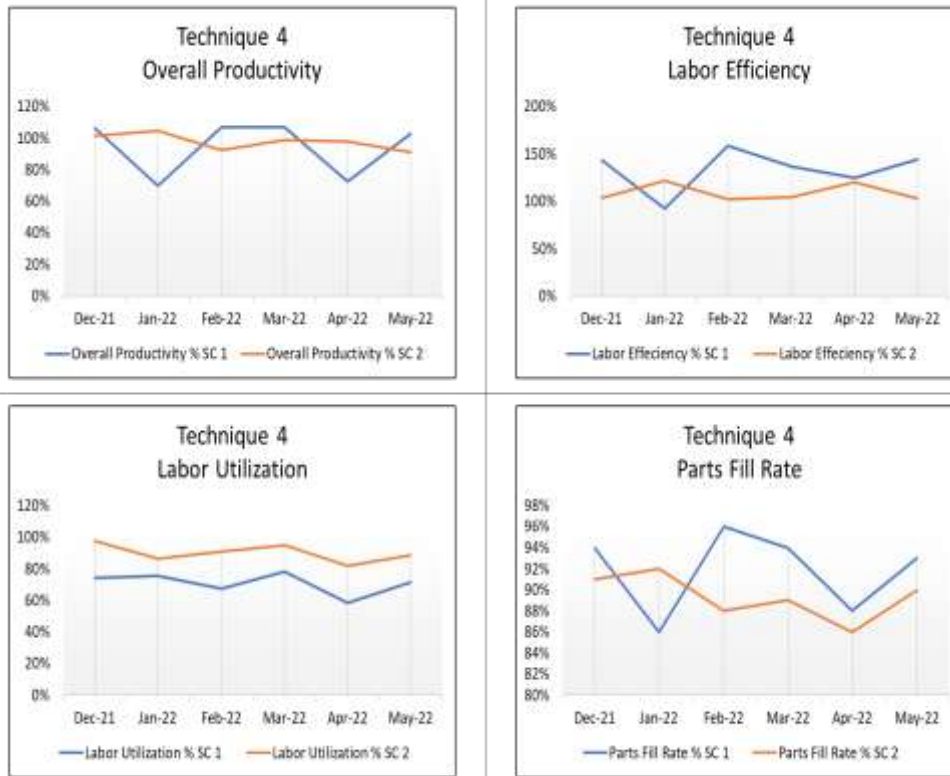 Technique 4
Overall Productivity
120%
100%
80%
60%
40%
20%
0%
Dec-21 Jan-22 Feb-22 Mar-22 Apr-22 May-22
Overall Productivity % SC 1 Overall Productivity % SC 2
Technique 4
Labor Efficiency
200%
150%
100%
50%
0%
Dec-21 Jan-22 Feb-22 Mar-22 Apr-22 May-22
Labor Effeciency % SC 1 Labor Effeciency % SC 2
Technique 4
Labor Utilization
120%
100%
80%
60%
40%
20%
0%
Dec-21 Jan-22 Feb-22 Mar-22 Apr-22 May-22
Labor Utilization % SC 1 Labor Utilization % SC 2
Technique 4
Parts Fill Rate
98%
96%
94%
92%
90%
88%
86%
84%
82%
80%
Dec-21 Jan-22 Feb-22 Mar-22 Apr-22 May-22
Parts Fill Rate % SC 1 Parts Fill Rate % SC 2